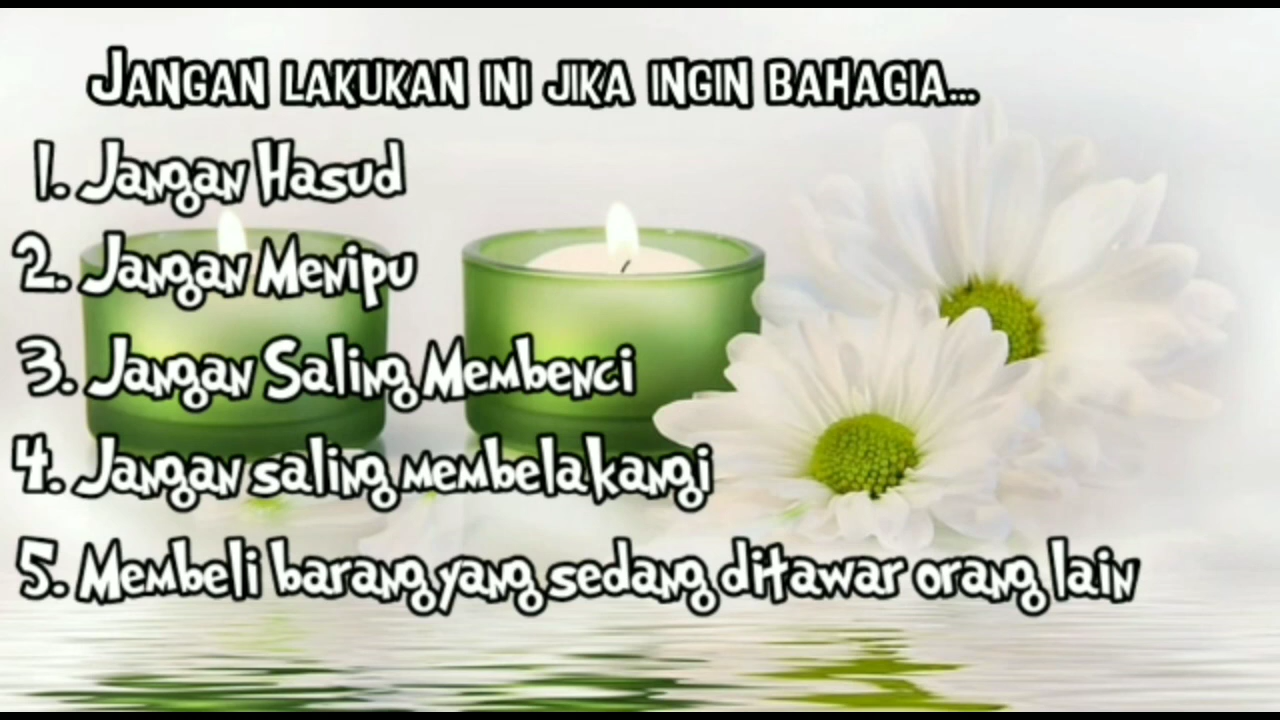 Jangan lakukan ini jika ingin bahagia...
1. Jangan Hasud
2. Jangan Menipu
3. Jangan Saling Membenci
4. Jangan saling membelakangi
5. Membeli barang yang sedang ditawar orang lain